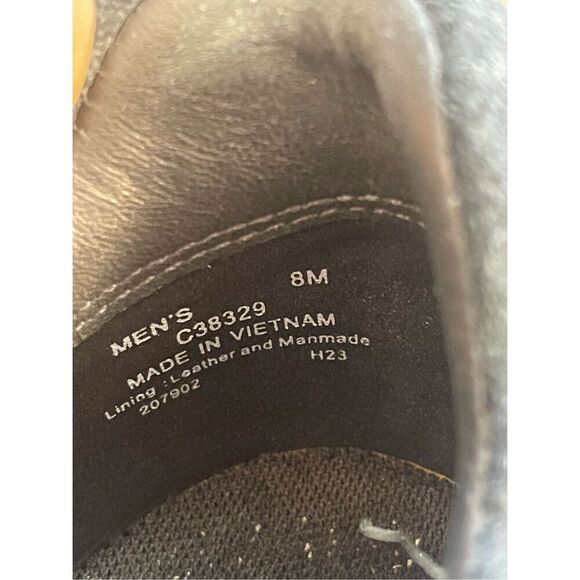 MEN'S 8M
C38329
MADE IN VIETNAM
Lining : Leather and Manmade
207902 H23